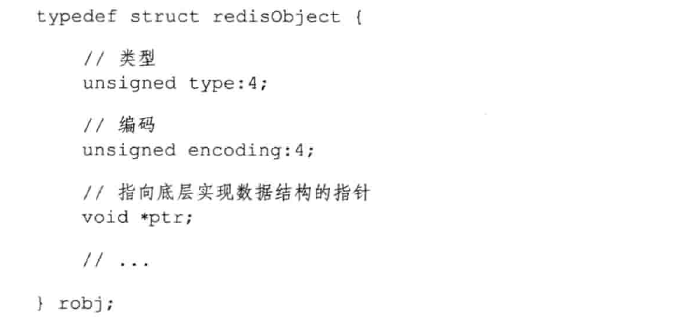 typedef struct redisObject {
// 类型
unsigned type:4;
// 编码
unsigned encoding:4;
// 指向底层实现数据结构的指针
void *ptr;
// ...
} robj;